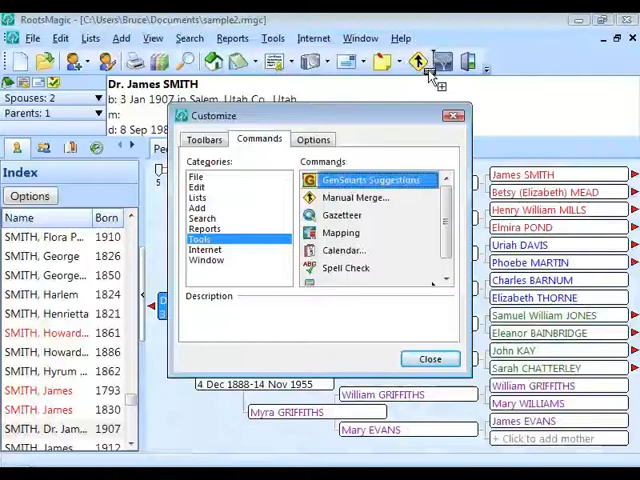 RootsMagic - [C:\Users\Bruce\Documents\sample2.rmgc]
File Edit Lists Add View Search Reports Tools Internet Window Help
Dr. James SMITH
Spouses: 2
Parents: 1
b: 3 Jan 1907 in Salem, Utah Co., Utah
m:
d: 8 Sep 198
Customize
Toolbars Commands Options
Categories:
File
Edit
Lists
Add
Search
Reports
Tools
Internet
Window
Commands:
GenSmarts Suggestions
Manual Merge...
Gazetteer
Mapping
Calendar...
Spell Check
Description
Close
Pe
5
Index
Options
Name Born
SMITH, Flora P... 1910
SMITH, George 1826
SMITH, George... 1850
SMITH, Harlem 1824
SMITH, Henrietta 1841
SMITH, Howard... 1861
SMITH, Howard... 1886
SMITH, Hyrum ... 1862
SMITH, James 1793
SMITH, James 1830
SMITH, Dr. Jam... 1907
SMITH, James 1912
James SMITH
Betsy (Elizabeth) MEAD
Henry William MILLS
Elmira POND
Uriah DAVIS
Phoebe MARTIN
Charles BARNUM
Elizabeth THORNE
Samuel William JONES
Eleanor BAINBRIDGE
John KAY
Sarah CHATTERLEY
William GRIFFITHS
Mary WILLIAMS
James EVANS
+ Click to add mother
4 Dec 1888-14 Nov 1955
William GRIFFITHS
Myra GRIFFITHS
Mary EVANS